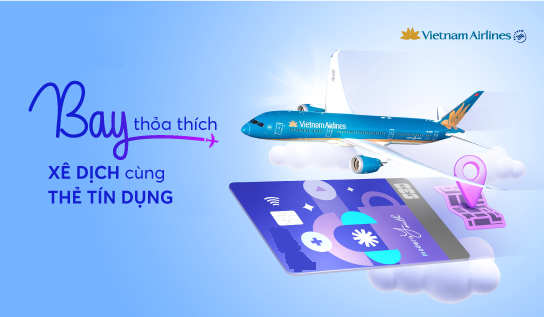 Vietnam Airlines
Bay thỏa thích
XÊ DỊCH cùng
THẺ TÍN DỤNG
Vietnam Airlines